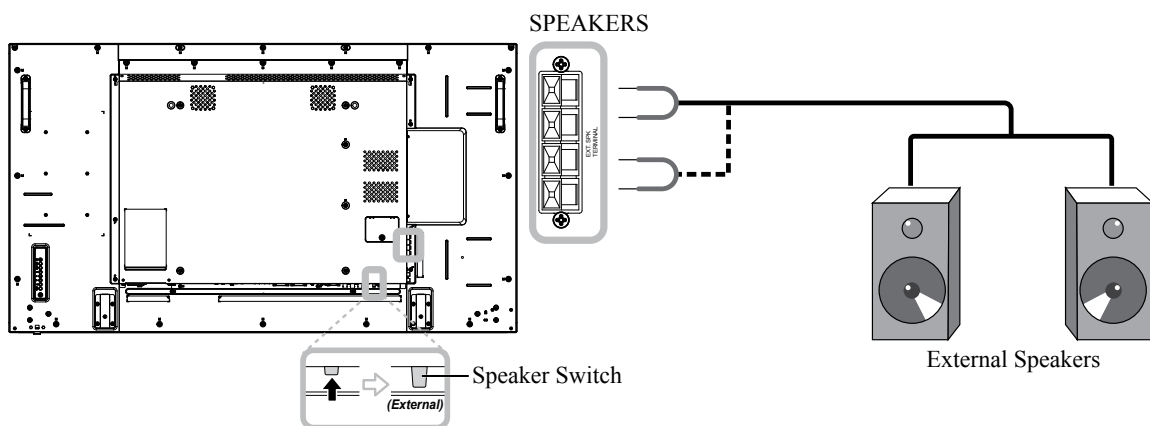 SPEAKERS
EXT. SPK
TERMINAL
External Speakers
Speaker Switch
(External)